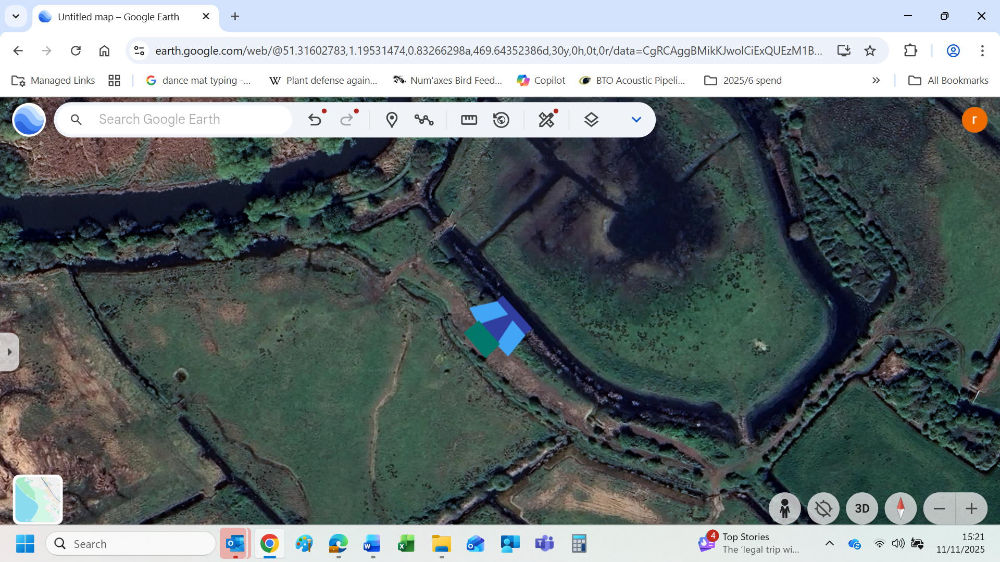 Untitled map – Google Earth
earth.google.com/web/@51.31602783,1.19531474,0.83266298a,469.64352386d,30y,0h,0t,0r/data=CgRCAggBMikKJwolCiExQUEzM1B...
Managed Links
dance mat typing -...
W Plant defense again...
Num'axes Bird Feed...
Copilot
BTO Acoustic Pipeli...
2025/6 spend
» All Bookmarks
Search Google Earth
r
3D
Search
4
Top Stories
The 'legal trip wi...
15:21
11/11/2025